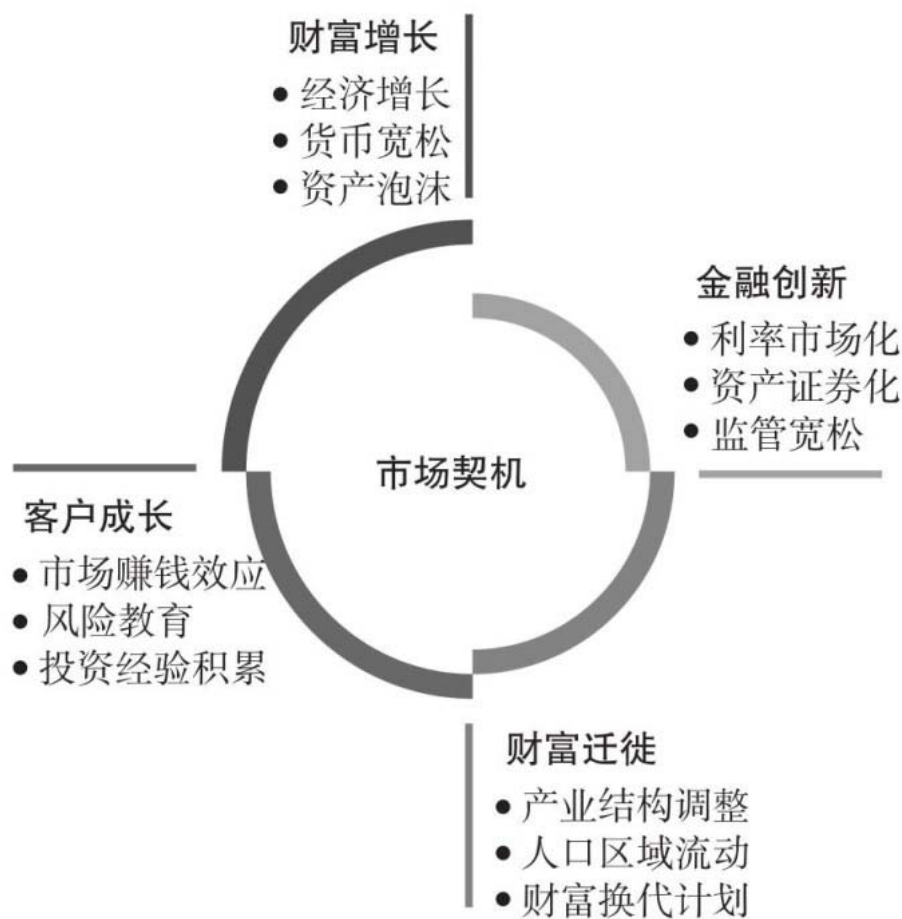 财富增长
• 经济增长
• 货币宽松
• 资产泡沫
金融创新
• 利率市场化
• 资产证券化
• 监管宽松
市场契机
客户成长
• 市场赚钱效应
• 风险教育
• 投资经验积累
财富迁徙
• 产业结构调整
• 人口区域流动
• 财富换代计划